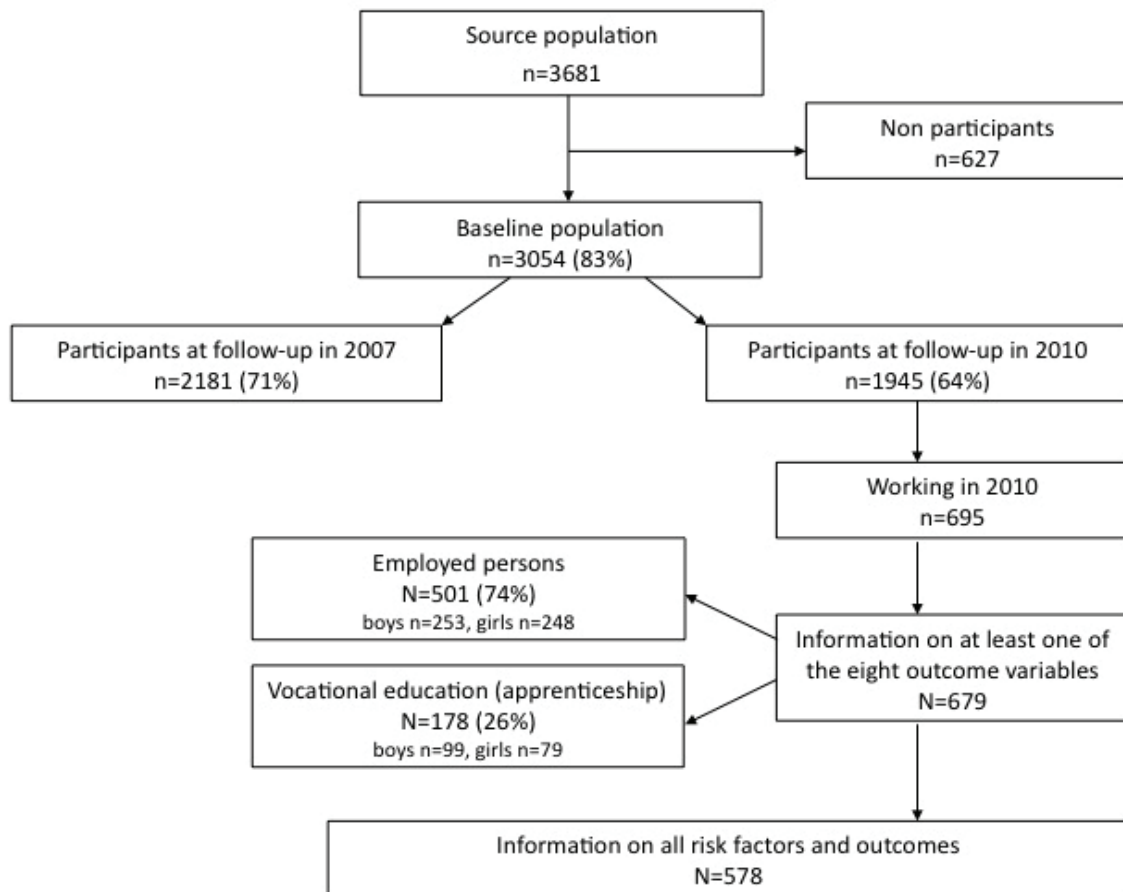 Source population
n=3681
Non participants
n=627
Baseline population
n=3054 (83%)
Participants at follow-up in 2007
n=2181 (71%)
Participants at follow-up in 2010
n=1945 (64%)
Working in 2010
n=695
Employed persons
N=501 (74%)
boys n=253, girls n=248
Information on at least one of
the eight outcome variables
N=679
Vocational education (apprenticeship)
N=178 (26%)
boys n=99, girls n=79
Information on all risk factors and outcomes
N=578